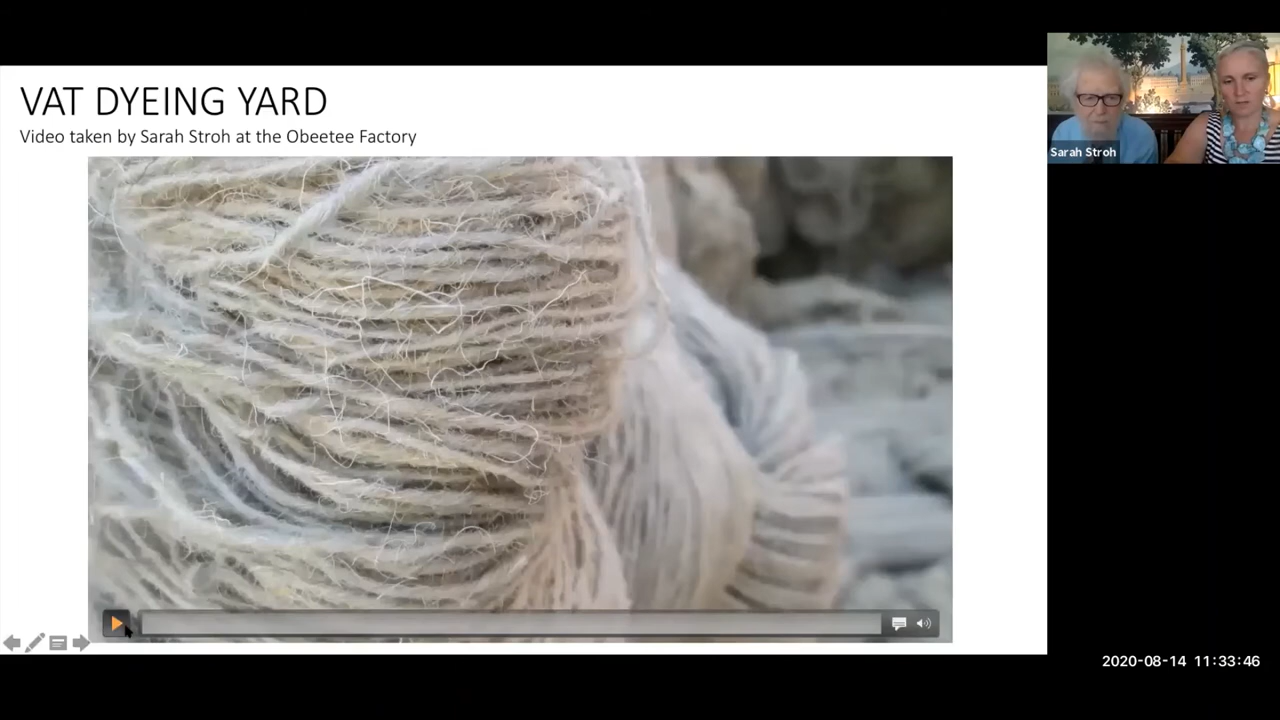 VAT DYEING YARD
Video taken by Sarah Stroh at the Obeetee Factory
Sarah Stroh
2020-08-14 11:33:46